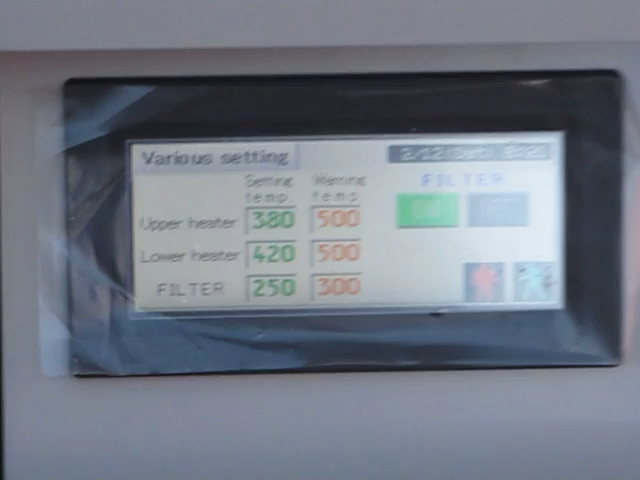 Various setting
Setting temp
Warning temp
FILTER
Upper heater 380 500
Lower heater 420 500
FILTER 250 300